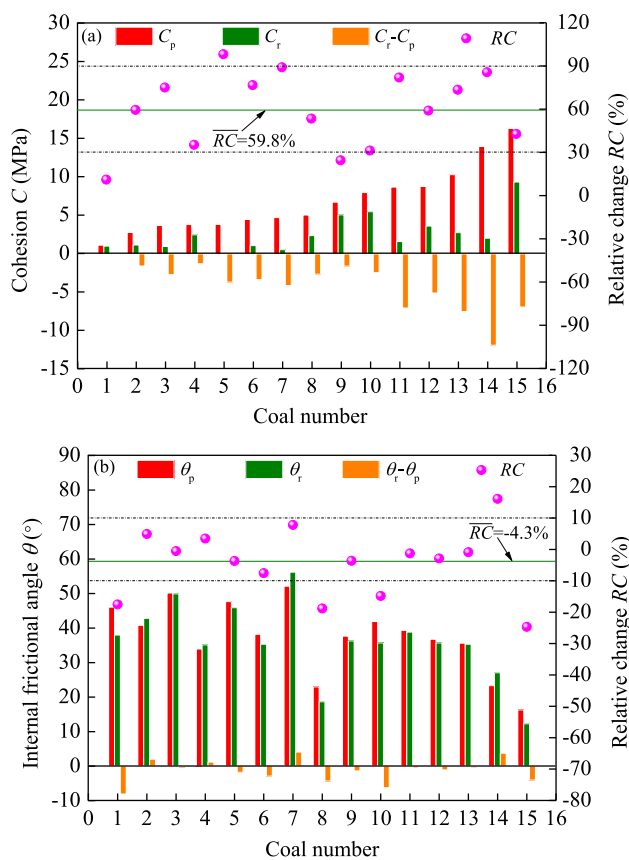 (a) Cp Cr Cr-Cp RC
30 120
25 90
20 60
RC=59.8%
15 30
10 0
5 -30
0 -60
-5 -90
-10
-15 -120
Cohesion C (MPa)
Relative change RC (%)
0 1 2 3 4 5 6 7 8 9 10 11 12 13 14 15 16
Coal number
(b) θp θr θr-θp RC
90 30
80 20
70 10
RC=-4.3%
60 0
50 -10
40 -20
30 -30
20 -40
10 -50
0 -60
-10 -70
-80
Internal frictional angle θ (°)
Relative change RC (%)
0 1 2 3 4 5 6 7 8 9 10 11 12 13 14 15 16
Coal number